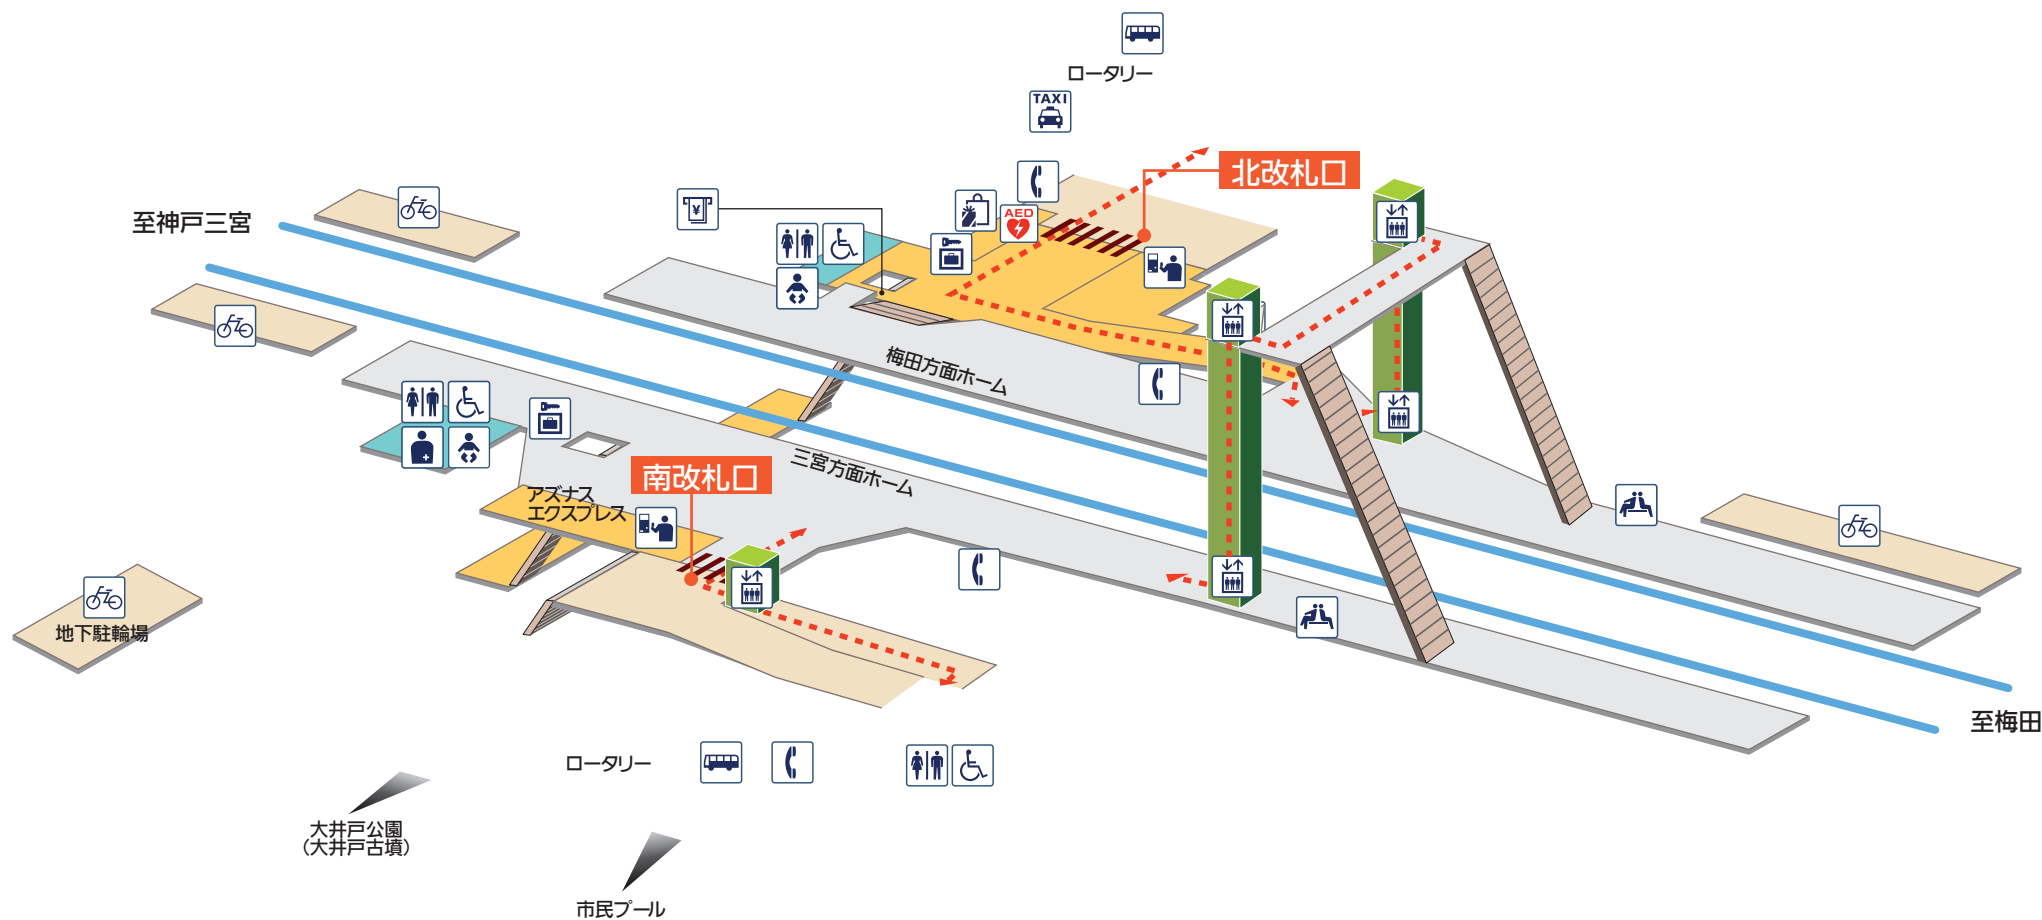 ロータリー
TAXI
北改札口
至神戸三宮
AED
¥
梅田方面ホーム
三宮方面ホーム
南改札口
アズナス
エクスプレス
地下駐輪場
至梅田
ロータリー
大井戸公園
(大井戸古墳)
市民プール